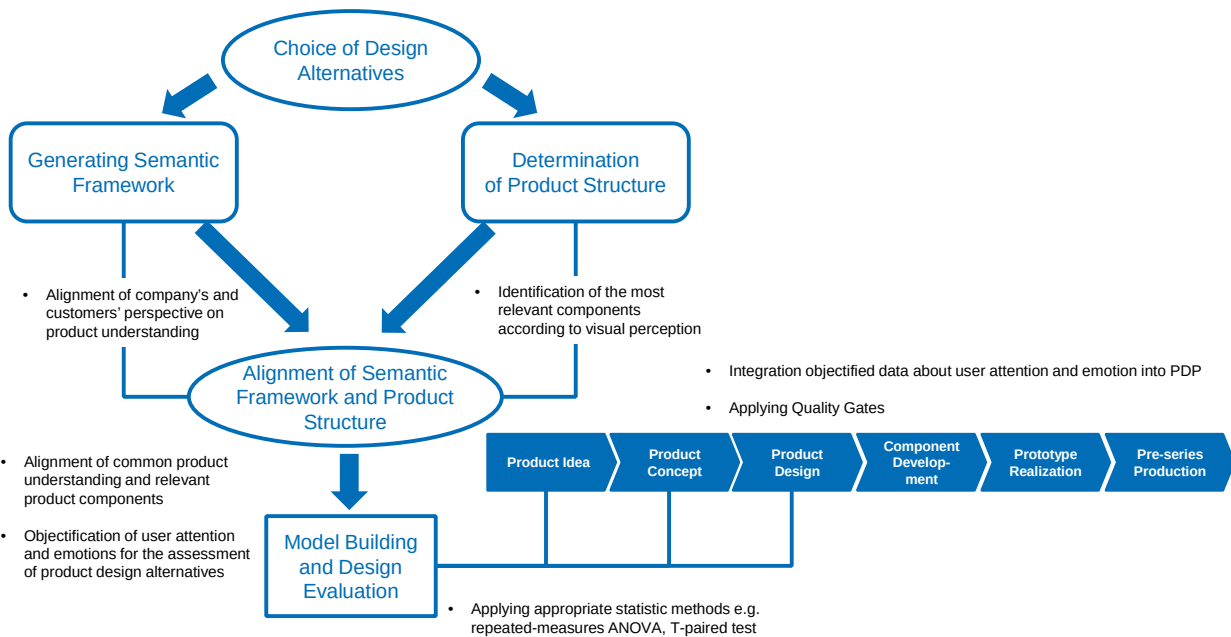 Choice of Design
Alternatives
Generating Semantic
Framework
Determination
of Product Structure
• Alignment of company's and
customers' perspective on
product understanding
• Identification of the most
relevant components
according to visual perception
Alignment of Semantic
Framework and Product
Structure
• Integration objectified data about user attention and emotion into PDP
• Applying Quality Gates
Product Idea
Product
Concept
Product
Design
Component
Develop-
ment
Prototype
Realization
Pre-series
Production
• Alignment of common product
understanding and relevant
product components
• Objectification of user attention
and emotions for the assessment
of product design alternatives
Model Building
and Design
Evaluation
• Applying appropriate statistic methods e.g.
repeated-measures ANOVA, T-paired test